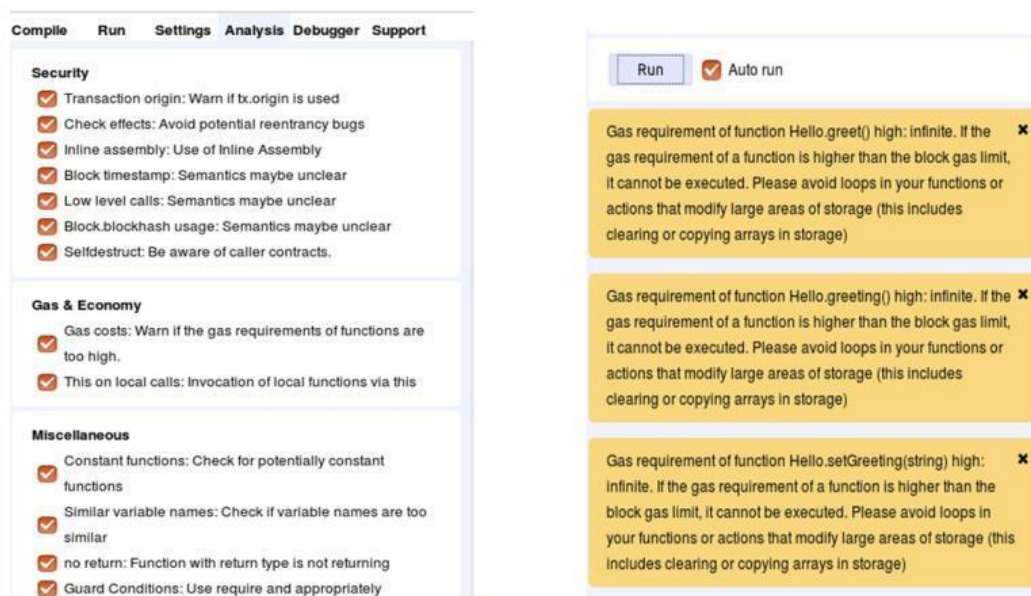 Compile Run Settings Analysis Debugger Support
Security
Transaction origin: Warn if tx.origin is used
Check effects: Avoid potential reentrancy bugs
Inline assembly: Use of Inline Assembly
Block timestamp: Semantics maybe unclear
Low level calls: Semantics maybe unclear
Block.blockhash usage: Semantics maybe unclear
Selfdestruct: Be aware of caller contracts.
Gas & Economy
Gas costs: Warn if the gas requirements of functions are
too high.
This on local calls: Invocation of local functions via this
Miscellaneous
Constant functions: Check for potentially constant
functions
Similar variable names: Check if variable names are too
similar
no return: Function with return type is not returning
Guard Conditions: Use require and appropriately
Run Auto run
Gas requirement of function Hello.greet() high: infinite. If the
gas requirement of a function is higher than the block gas limit,
it cannot be executed. Please avoid loops in your functions or
actions that modify large areas of storage (this includes
clearing or copying arrays in storage)
Gas requirement of function Hello.greeting() high: infinite. If the
gas requirement of a function is higher than the block gas limit,
it cannot be executed. Please avoid loops in your functions or
actions that modify large areas of storage (this includes
clearing or copying arrays in storage)
Gas requirement of function Hello.setGreeting(string) high:
infinite. If the gas requirement of a function is higher than the
block gas limit, it cannot be executed. Please avoid loops in
your functions or actions that modify large areas of storage (this
includes clearing or copying arrays in storage)